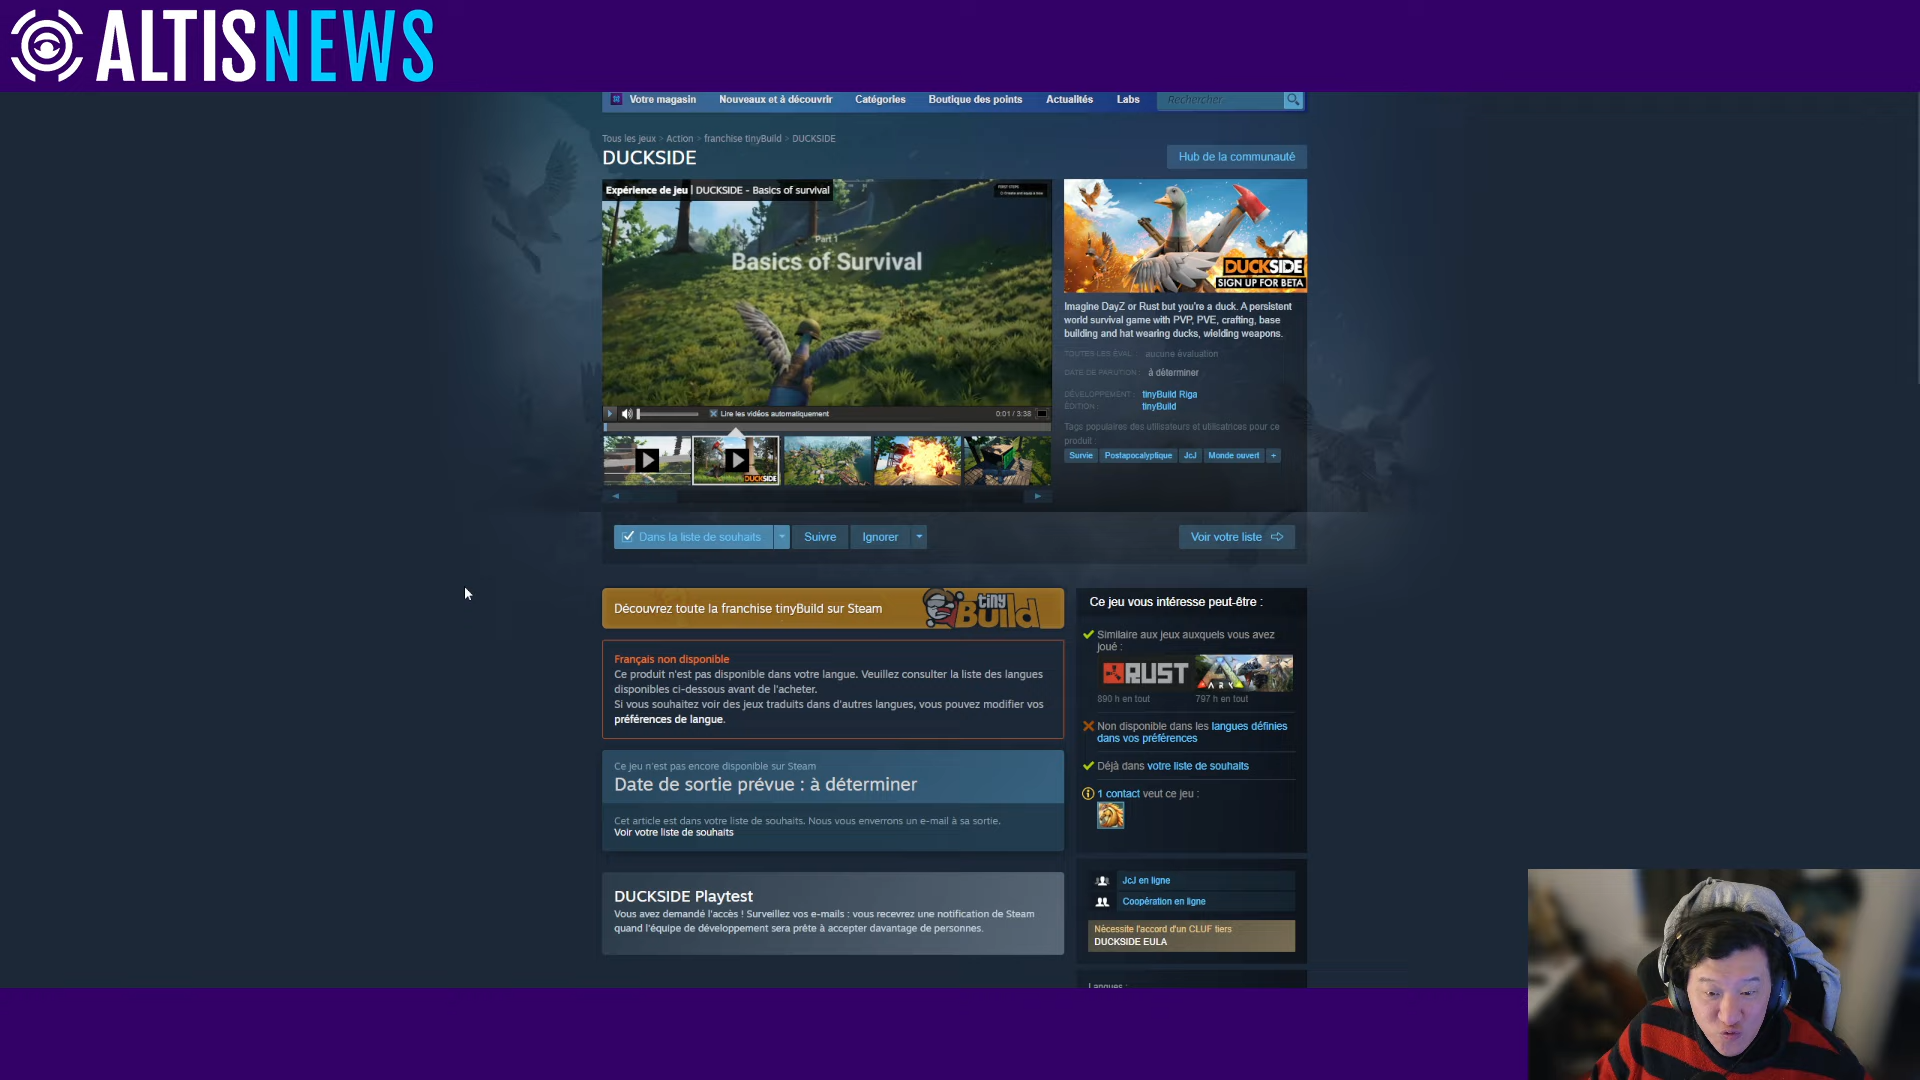 ALTISNEWS
Votre magasin
Nouveaux et à découvrir
Catégories
Boutique des points
Actualités
Labs
Rechercher...
Tous les jeux > Action > franchise tinyBuild > DUCKSIDE
DUCKSIDE
Hub de la communauté
Expérience de jeu | DUCKSIDE - Basics of survival
Part 1
Basics of Survival
Lire les vidéos automatiquement
0:01 / 3:38
DUCKSIDE
DUCKSIDE
SIGN UP FOR BETA
Imagine DayZ or Rust but you're a duck. A persistent
world survival game with PVP, PVE, crafting, base
building and hat wearing ducks, wielding weapons.
TOUTES LES ÉVAL. : aucune évaluation
DATE DE PARUTION : à déterminer
DÉVELOPPEMENT : tinyBuild Riga
ÉDITION : tinyBuild
Tags populaires des utilisateurs et utilisatrices pour ce
produit :
Survie
Postapocalyptique
JcJ
Monde ouvert
+
Dans la liste de souhaits
Suivre
Ignorer
Voir votre liste
Découvrez toute la franchise tinyBuild sur Steam
tiny
Build
Français non disponible
Ce produit n'est pas disponible dans votre langue. Veuillez consulter la liste des langues
disponibles ci-dessous avant de l'acheter.
Si vous souhaitez voir des jeux traduits dans d'autres langues, vous pouvez modifier vos
préférences de langue.
Ce jeu n'est pas encore disponible sur Steam
Date de sortie prévue : à déterminer
Cet article est dans votre liste de souhaits. Nous vous enverrons un e-mail à sa sortie.
Voir votre liste de souhaits
DUCKSIDE Playtest
Vous avez demandé l'accès ! Surveillez vos e-mails : vous recevrez une notification de Steam
quand l'équipe de développement sera prête à accepter davantage de personnes.
Ce jeu vous intéresse peut-être :
Similaire aux jeux auxquels vous avez
joué :
RUST
ARK
890 h en tout
797 h en tout
Non disponible dans les langues définies
dans vos préférences
Déjà dans votre liste de souhaits
1 contact veut ce jeu :
JcJ en ligne
Coopération en ligne
Nécessite l'accord d'un CLUF tiers
DUCKSIDE EULA
Langues :